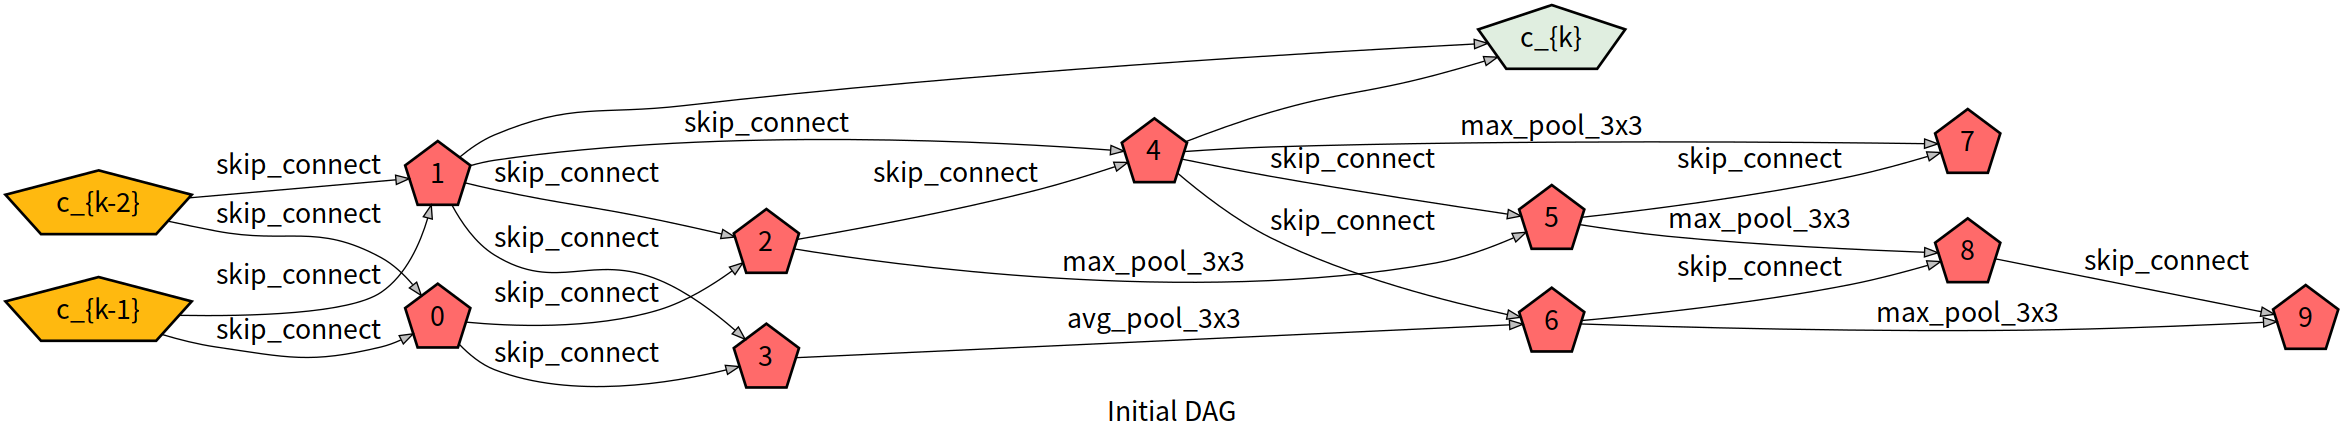 c_{k}
skip_connect
max_pool_3x3
4
7
skip_connect
1
skip_connect
skip_connect
skip_connect
skip_connect
c_{k-2}
skip_connect
5
max_pool_3x3
skip_connect
skip_connect
2
8
skip_connect
max_pool_3x3
skip_connect
skip_connect
skip_connect
c_{k-1}
0
6
9
max_pool_3x3
avg_pool_3x3
skip_connect
skip_connect
3
Initial DAG